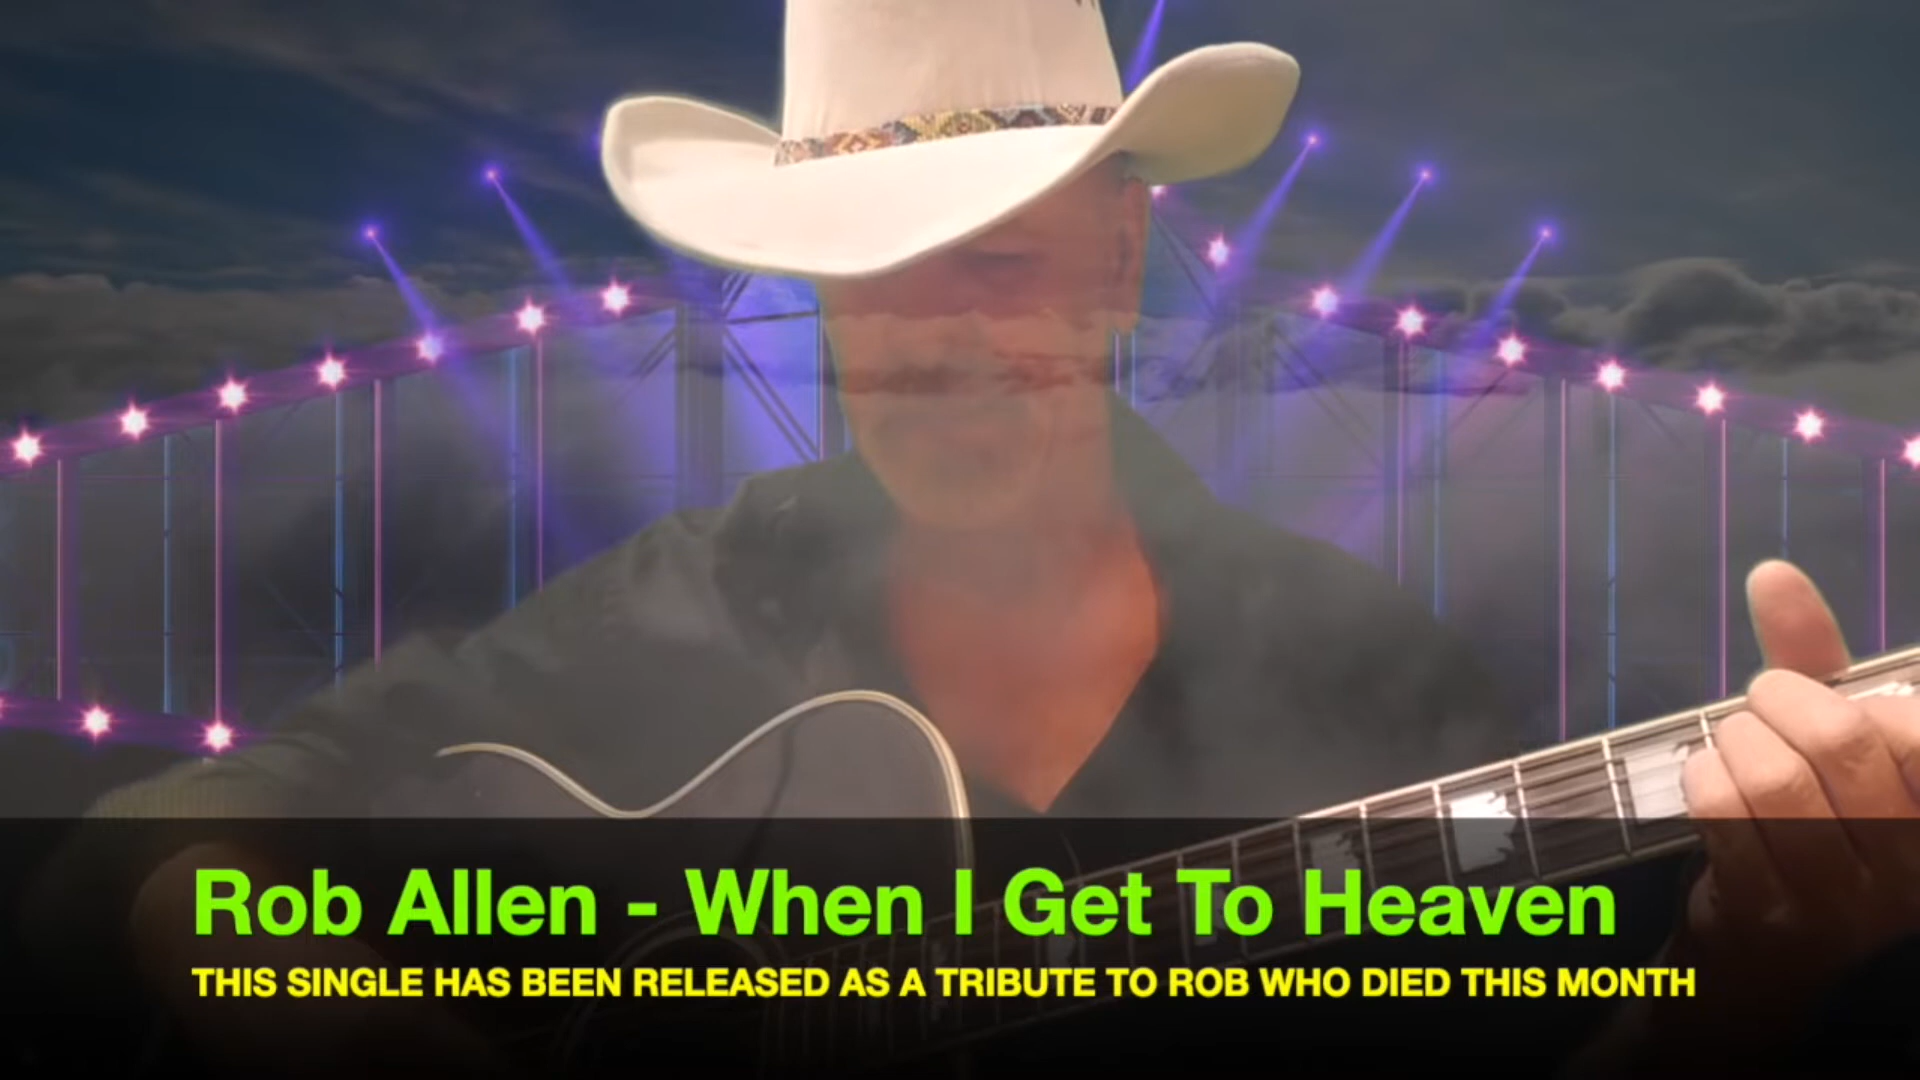 Rob Allen - When I Get To Heaven
THIS SINGLE HAS BEEN RELEASED AS A TRIBUTE TO ROB WHO DIED THIS MONTH